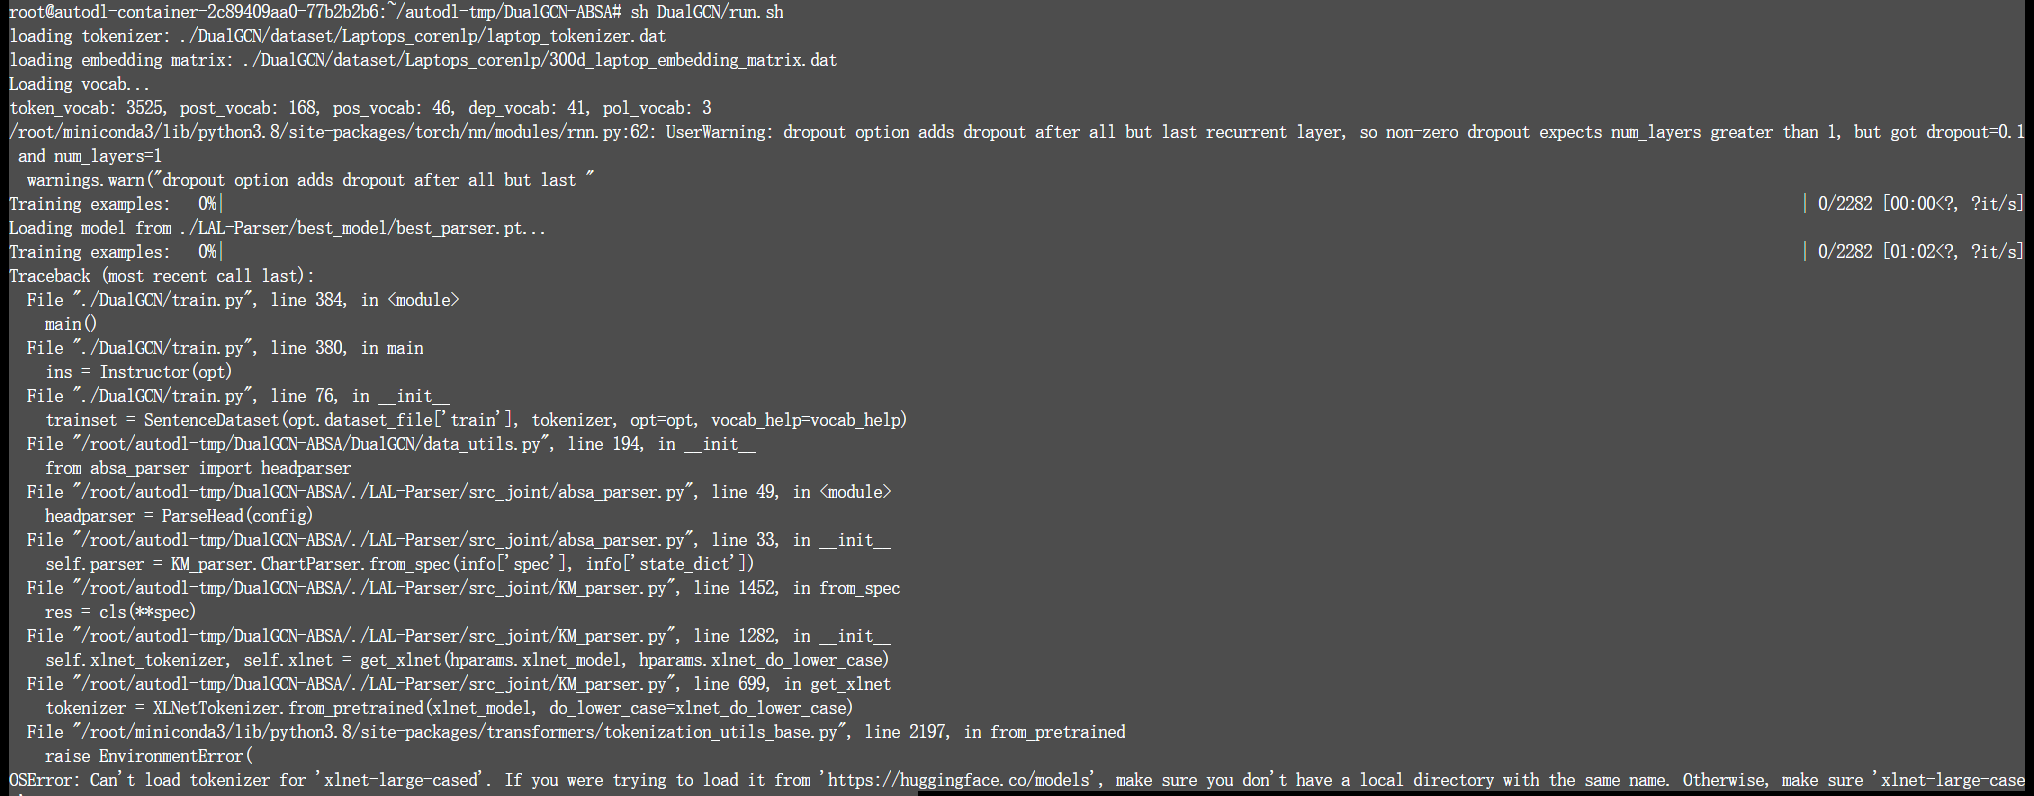 root@autodl-container-2c89409aa0-77b2b2b6:~/autodl-tmp/DualGCN-ABSA# sh DualGCN/run.sh
loading tokenizer: ./DualGCN/dataset/Laptops_corenlp/laptop_tokenizer.dat
loading embedding matrix: ./DualGCN/dataset/Laptops_corenlp/300d_laptop_embedding_matrix.dat
Loading vocab...
token_vocab: 3525, post_vocab: 168, pos_vocab: 46, dep_vocab: 41, pol_vocab: 3
/root/miniconda3/lib/python3.8/site-packages/torch/nn/modules/rnn.py:62: UserWarning: dropout option adds dropout after all but last recurrent layer, so non-zero dropout expects num_layers greater than 1, but got dropout=0.1
 and num_layers=1
  warnings.warn("dropout option adds dropout after all but last "
Training examples:   0%| | 0/2282 [00:00<?, ?it/s]
Loading model from ./LAL-Parser/best_model/best_parser.pt...
Training examples:   0%| | 0/2282 [01:02<?, ?it/s]
Traceback (most recent call last):
  File "./DualGCN/train.py", line 384, in <module>
    main()
  File "./DualGCN/train.py", line 380, in main
    ins = Instructor(opt)
  File "./DualGCN/train.py", line 76, in __init__
    trainset = SentenceDataset(opt.dataset_file['train'], tokenizer, opt=opt, vocab_help=vocab_help)
  File "/root/autodl-tmp/DualGCN-ABSA/DualGCN/data_utils.py", line 194, in __init__
    from absa_parser import headparser
  File "/root/autodl-tmp/DualGCN-ABSA/./LAL-Parser/src_joint/absa_parser.py", line 49, in <module>
    headparser = ParseHead(config)
  File "/root/autodl-tmp/DualGCN-ABSA/./LAL-Parser/src_joint/absa_parser.py", line 33, in __init__
    self.parser = KM_parser.ChartParser.from_spec(info['spec'], info['state_dict'])
  File "/root/autodl-tmp/DualGCN-ABSA/./LAL-Parser/src_joint/KM_parser.py", line 1452, in from_spec
    res = cls(**spec)
  File "/root/autodl-tmp/DualGCN-ABSA/./LAL-Parser/src_joint/KM_parser.py", line 1282, in __init__
    self.xlnet_tokenizer, self.xlnet = get_xlnet(hparams.xlnet_model, hparams.xlnet_do_lower_case)
  File "/root/autodl-tmp/DualGCN-ABSA/./LAL-Parser/src_joint/KM_parser.py", line 699, in get_xlnet
    tokenizer = XLNetTokenizer.from_pretrained(xlnet_model, do_lower_case=xlnet_do_lower_case)
  File "/root/miniconda3/lib/python3.8/site-packages/transformers/tokenization_utils_base.py", line 2197, in from_pretrained
    raise EnvironmentError(
OSError: Can't load tokenizer for 'xlnet-large-cased'. If you were trying to load it from 'https://huggingface.co/models', make sure you don't have a local directory with the same name. Otherwise, make sure 'xlnet-large-case